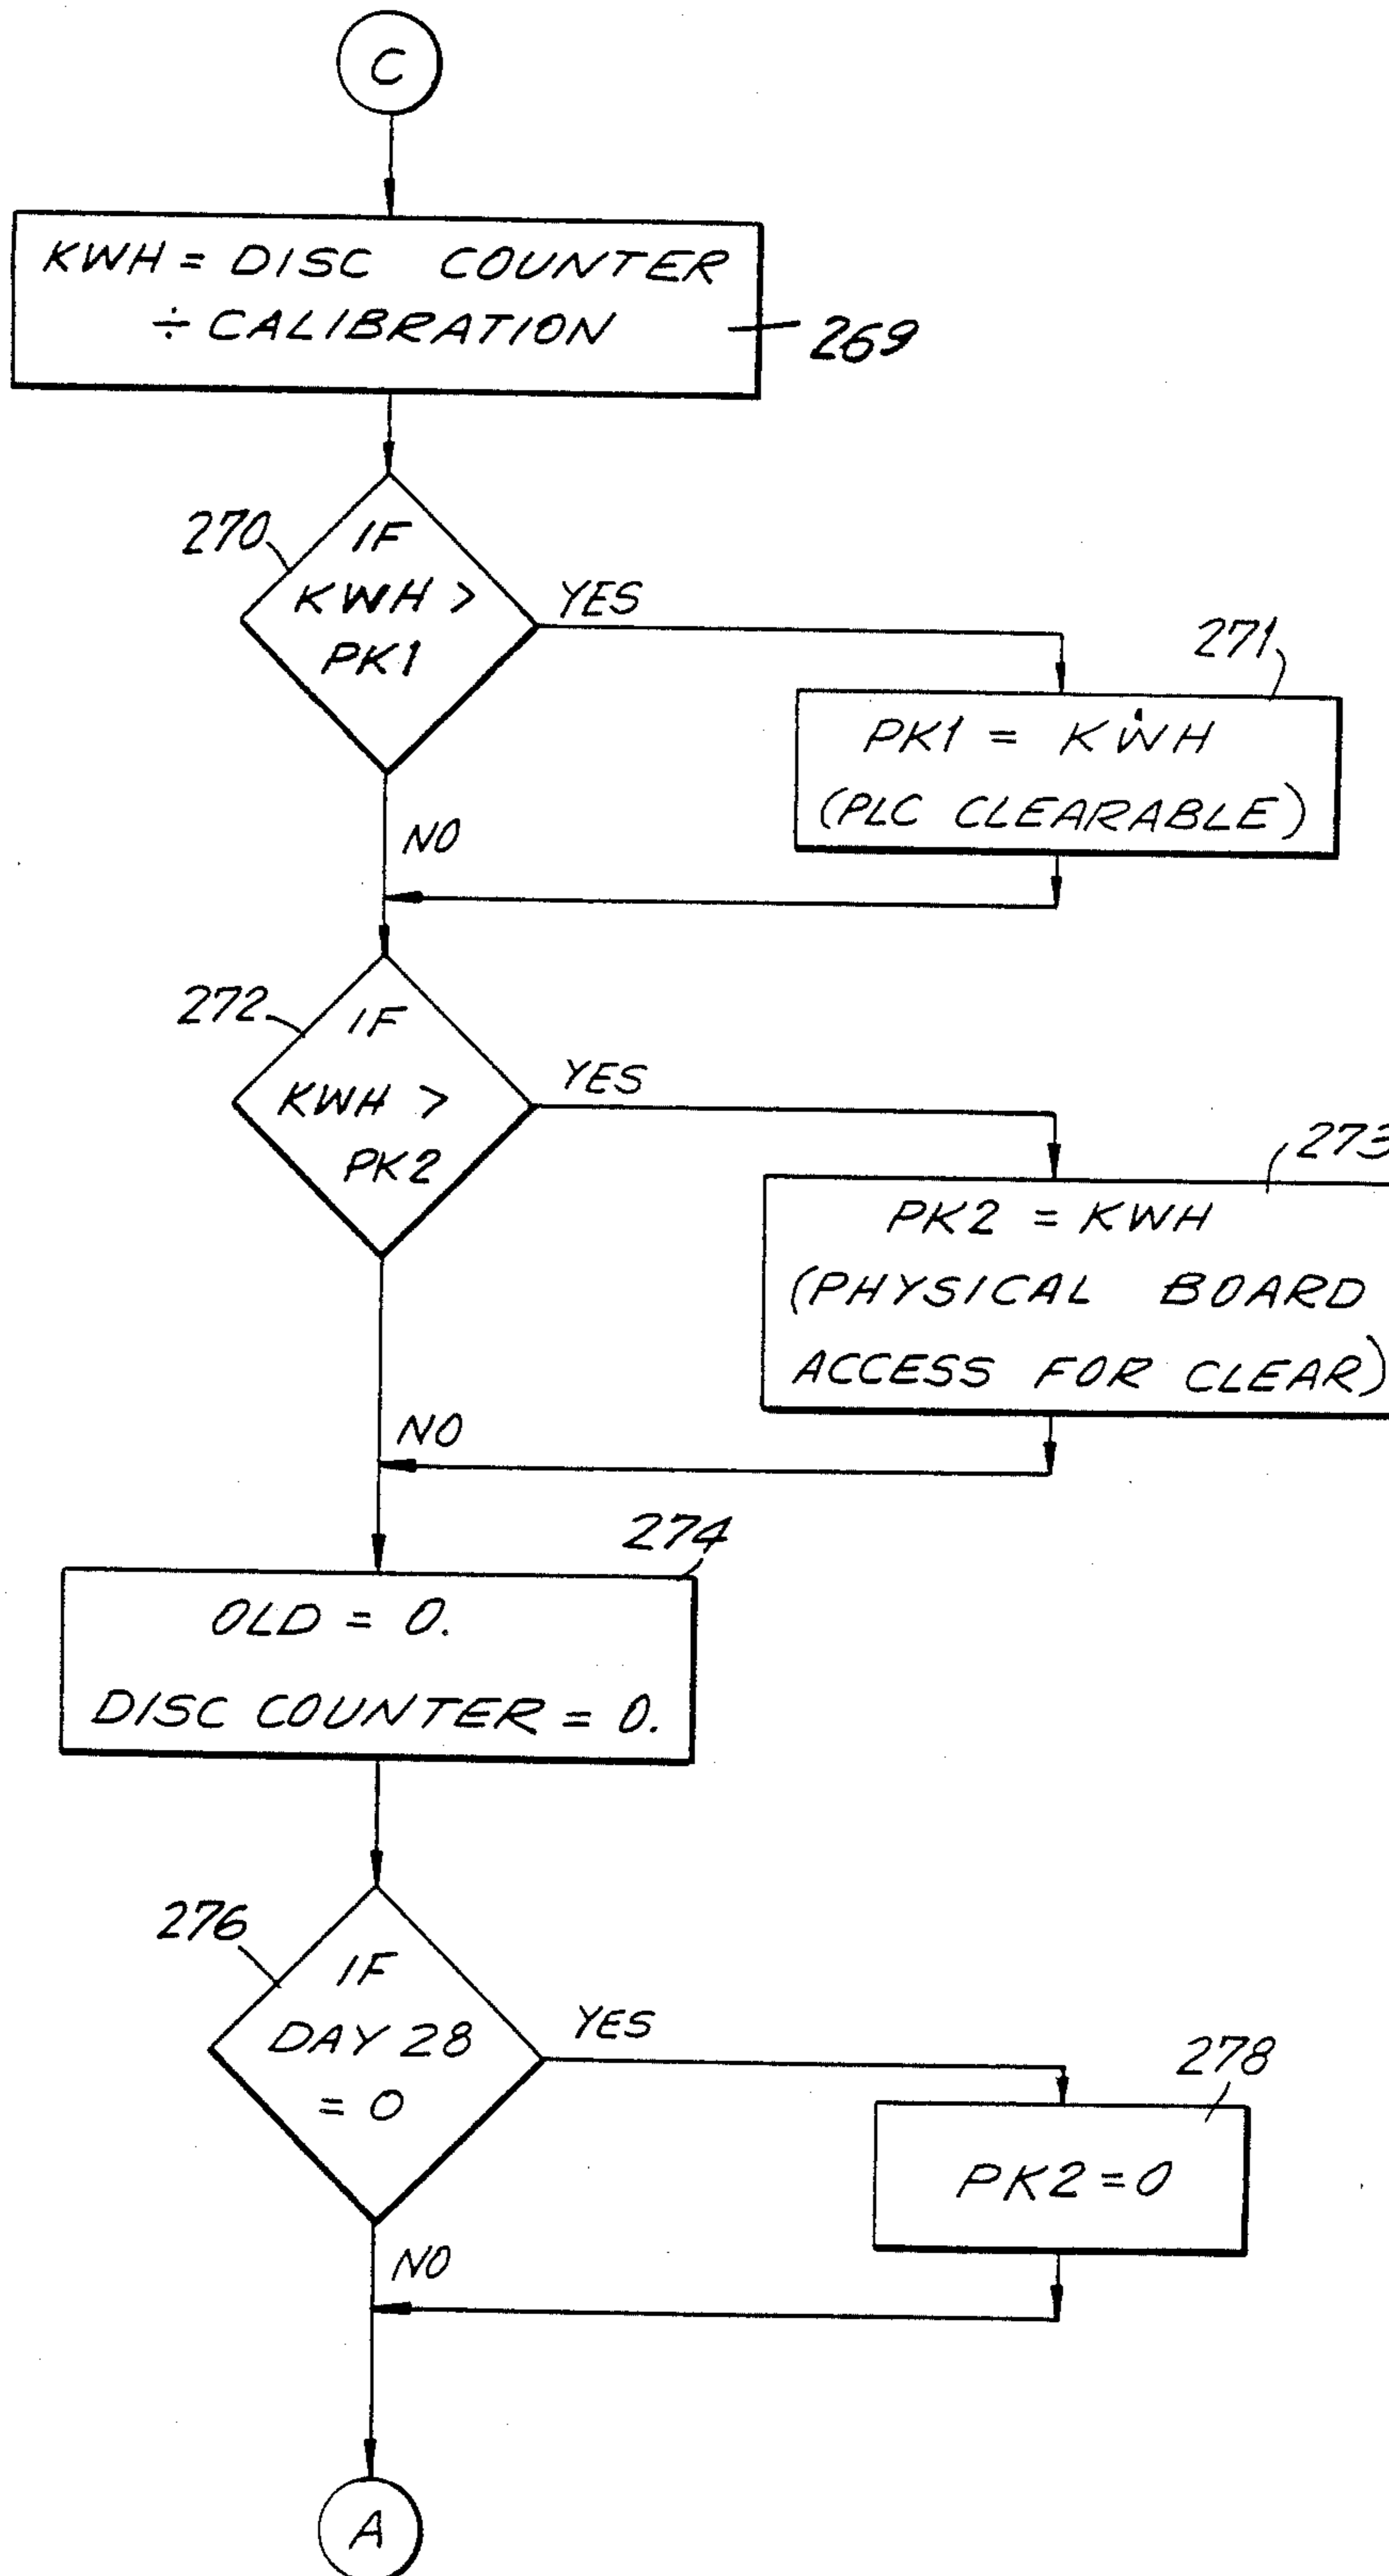 C
KWH = DISC COUNTER
÷ CALIBRATION
269
270
IF
KWH >
PK1
YES
271
PK1 = KWH
(PLC CLEARABLE)
NO
272
IF
KWH >
PK2
YES
273
PK2 = KWH
(PHYSICAL BOARD
ACCESS FOR CLEAR)
NO
274
OLD = 0.
DISC COUNTER = 0.
276
IF
DAY 28
= 0
YES
278
PK2 = 0
NO
A